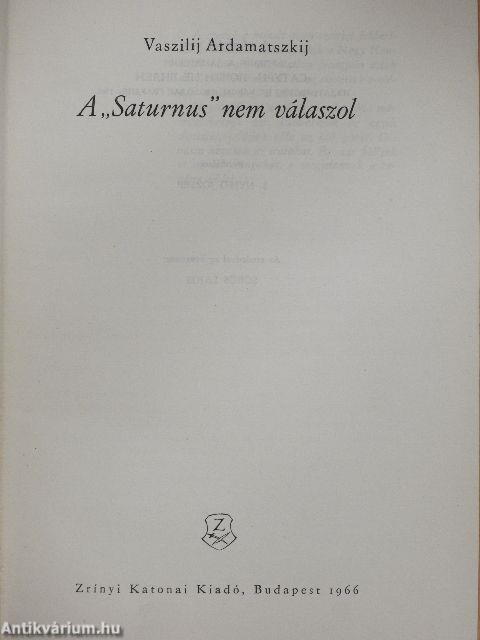 Vaszilij Ardamatszkij
A „Saturnus" nem válaszol
Z
Zrínyi Katonai Kiadó, Budapest 1966
Antikvárium.hu